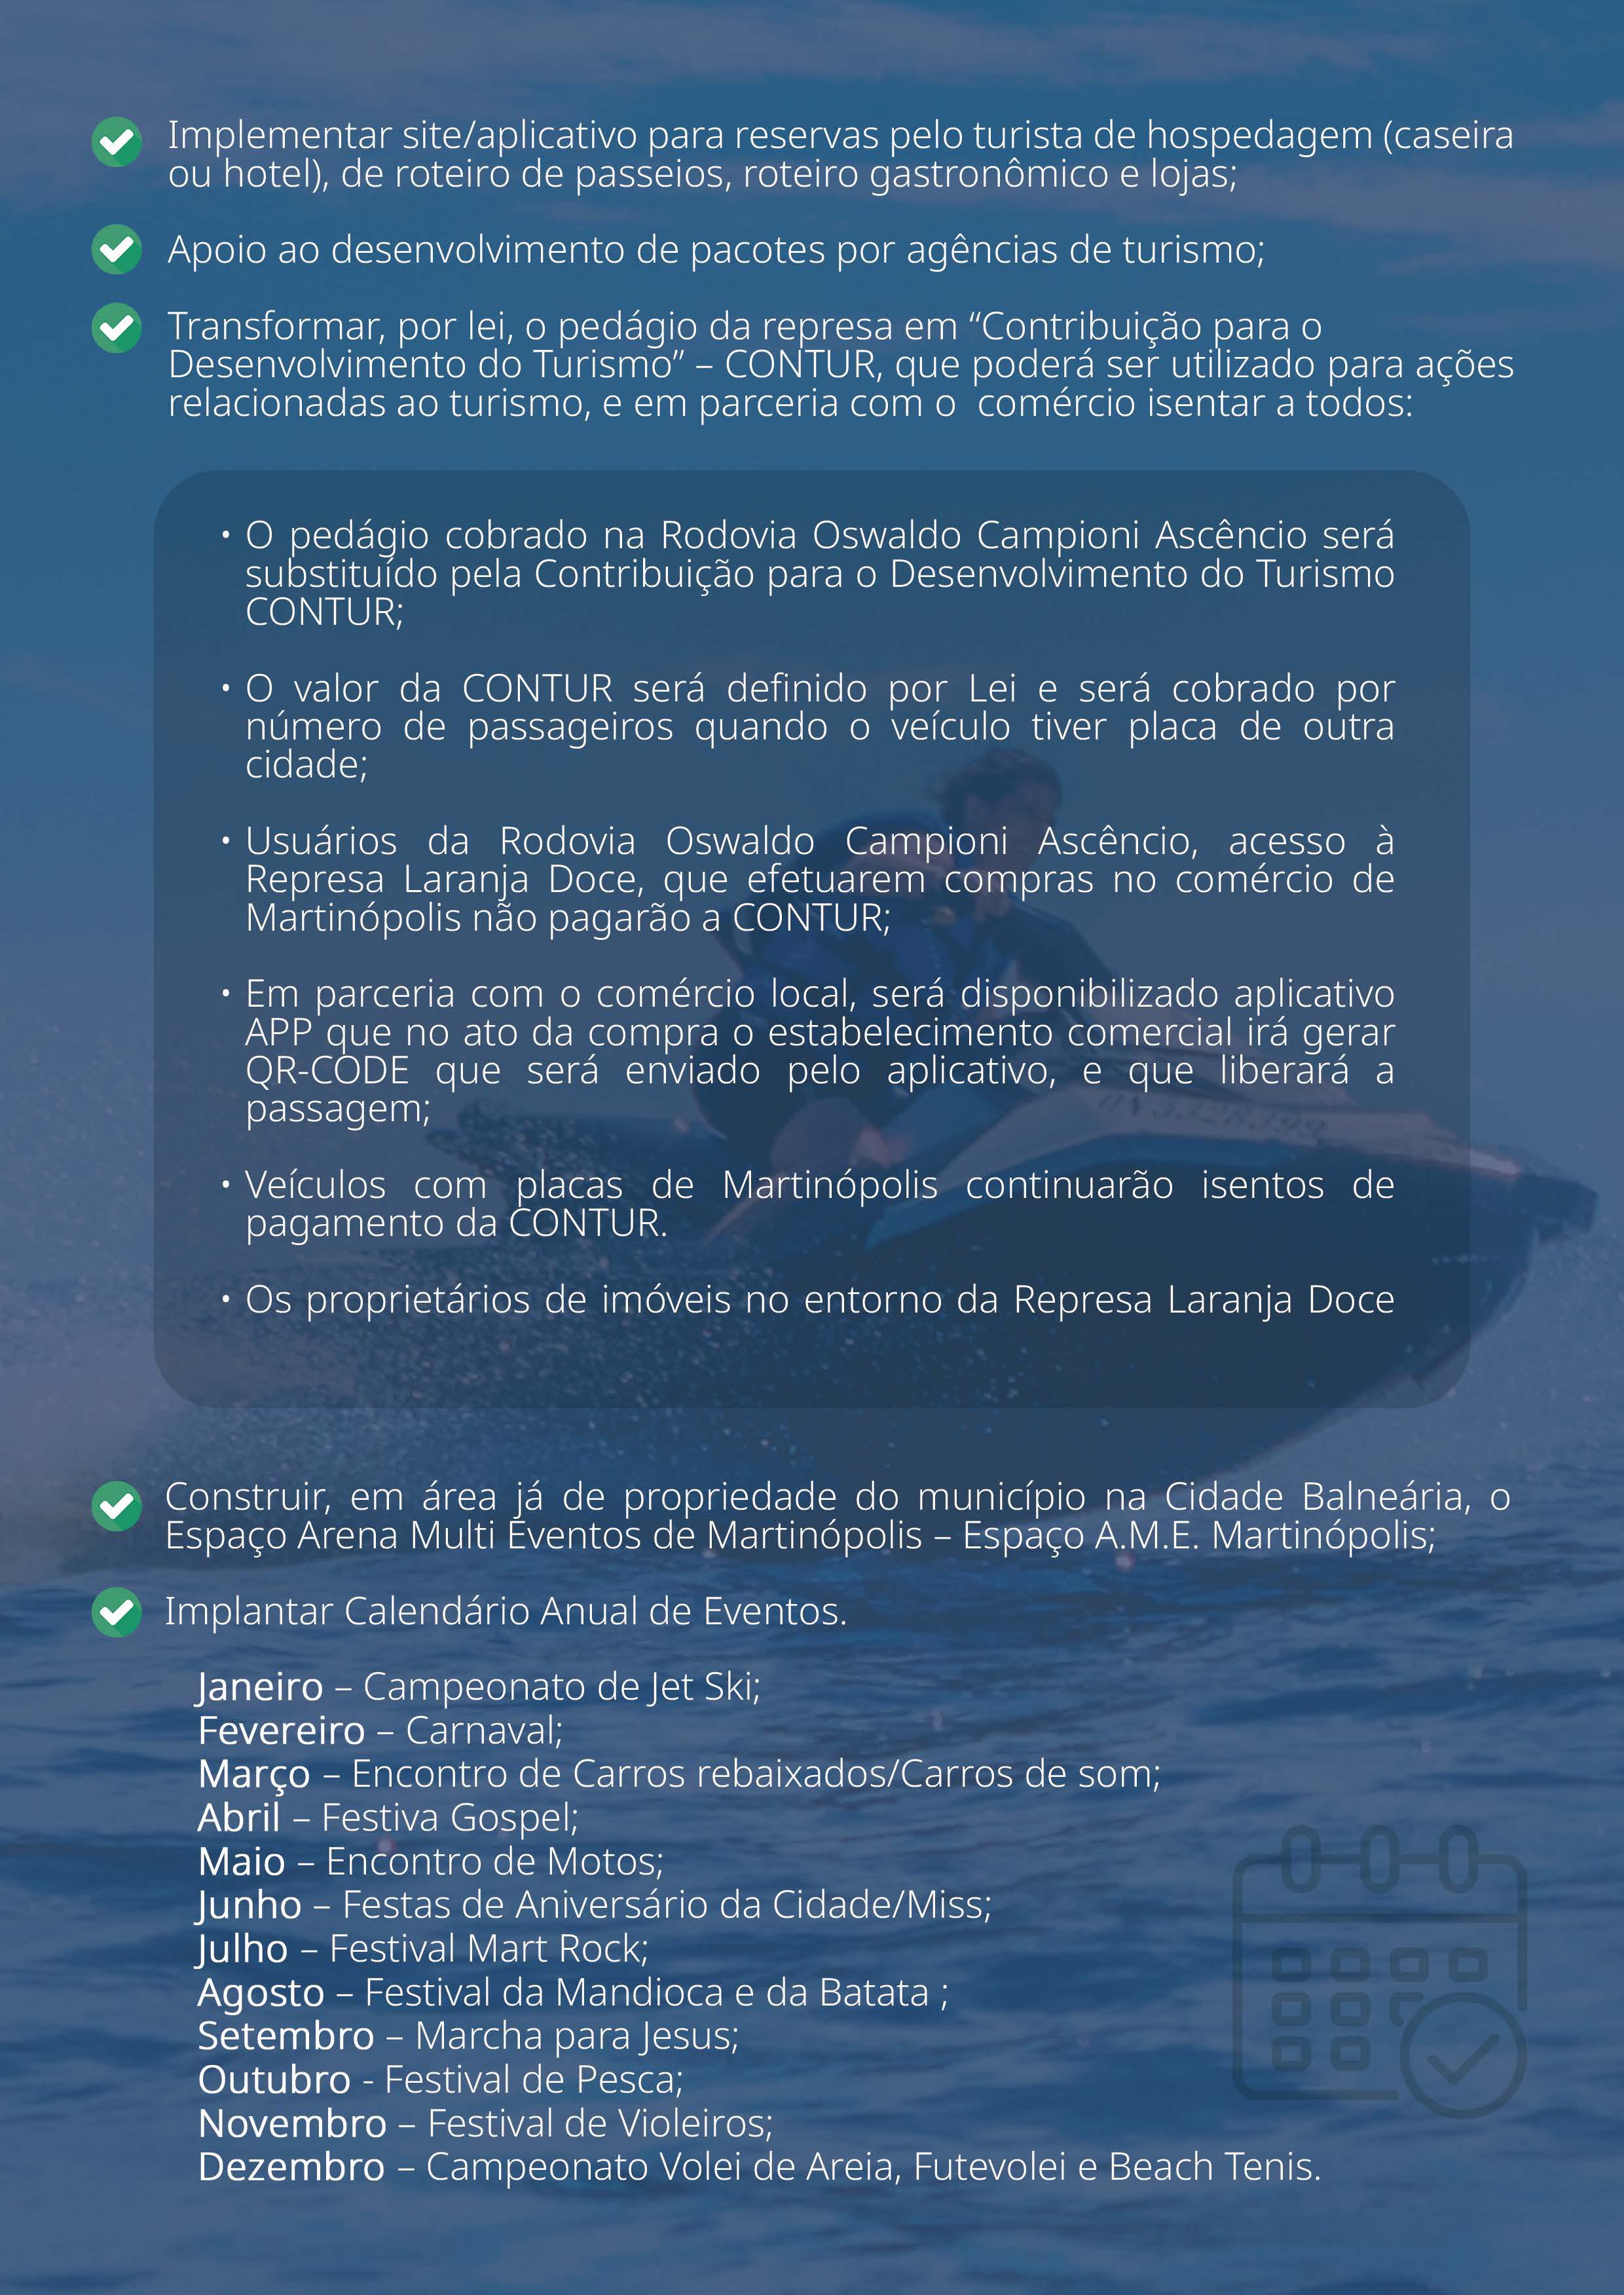 Implementar site/aplicativo para reservas pelo turista de hospedagem (caseira
ou hotel), de roteiro de passeios, roteiro gastronômico e lojas;
Apoio ao desenvolvimento de pacotes por agências de turismo;
Transformar, por lei, o pedágio da represa em “Contribuição para o
Desenvolvimento do Turismo” – CONTUR, que poderá ser utilizado para ações
relacionadas ao turismo, e em parceria com o  comércio isentar a todos:
• O pedágio cobrado na Rodovia Oswaldo Campioni Ascêncio será
substituído pela Contribuição para o Desenvolvimento do Turismo
CONTUR;
• O valor da CONTUR será definido por Lei e será cobrado por
número de passageiros quando o veículo tiver placa de outra
cidade;
• Usuários da Rodovia Oswaldo Campioni Ascêncio, acesso à
Represa Laranja Doce, que efetuarem compras no comércio de
Martinópolis não pagarão a CONTUR;
• Em parceria com o comércio local, será disponibilizado aplicativo
APP que no ato da compra o estabelecimento comercial irá gerar
QR-CODE que será enviado pelo aplicativo, e que liberará a
passagem;
• Veículos com placas de Martinópolis continuarão isentos de
pagamento da CONTUR.
• Os proprietários de imóveis no entorno da Represa Laranja Doce
Construir, em área já de propriedade do município na Cidade Balneária, o
Espaço Arena Multi Eventos de Martinópolis – Espaço A.M.E. Martinópolis;
Implantar Calendário Anual de Eventos.
Janeiro – Campeonato de Jet Ski;
Fevereiro – Carnaval;
Março – Encontro de Carros rebaixados/Carros de som;
Abril – Festiva Gospel;
Maio – Encontro de Motos;
Junho – Festas de Aniversário da Cidade/Miss;
Julho – Festival Mart Rock;
Agosto – Festival da Mandioca e da Batata ;
Setembro – Marcha para Jesus;
Outubro - Festival de Pesca;
Novembro – Festival de Violeiros;
Dezembro – Campeonato Volei de Areia, Futevolei e Beach Tenis.